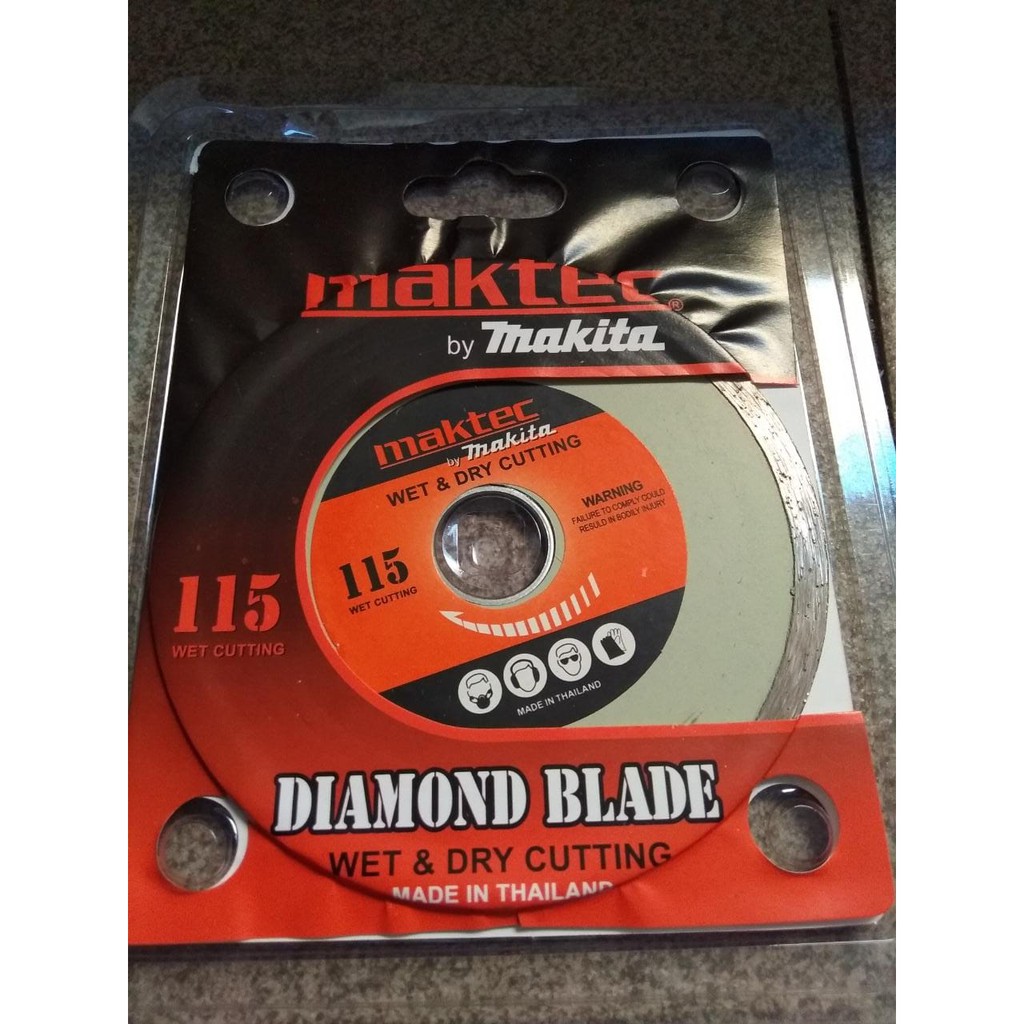 maktec®
by makita
maktec
by makita
WET & DRY CUTTING
WARNING
FAILURE TO COMPLY COULD
RESULD IN BODILY INJURY
115
WET CUTTING
MADE IN THAILAND
115
WET CUTTING
DIAMOND BLADE
WET & DRY CUTTING
MADE IN THAILAND